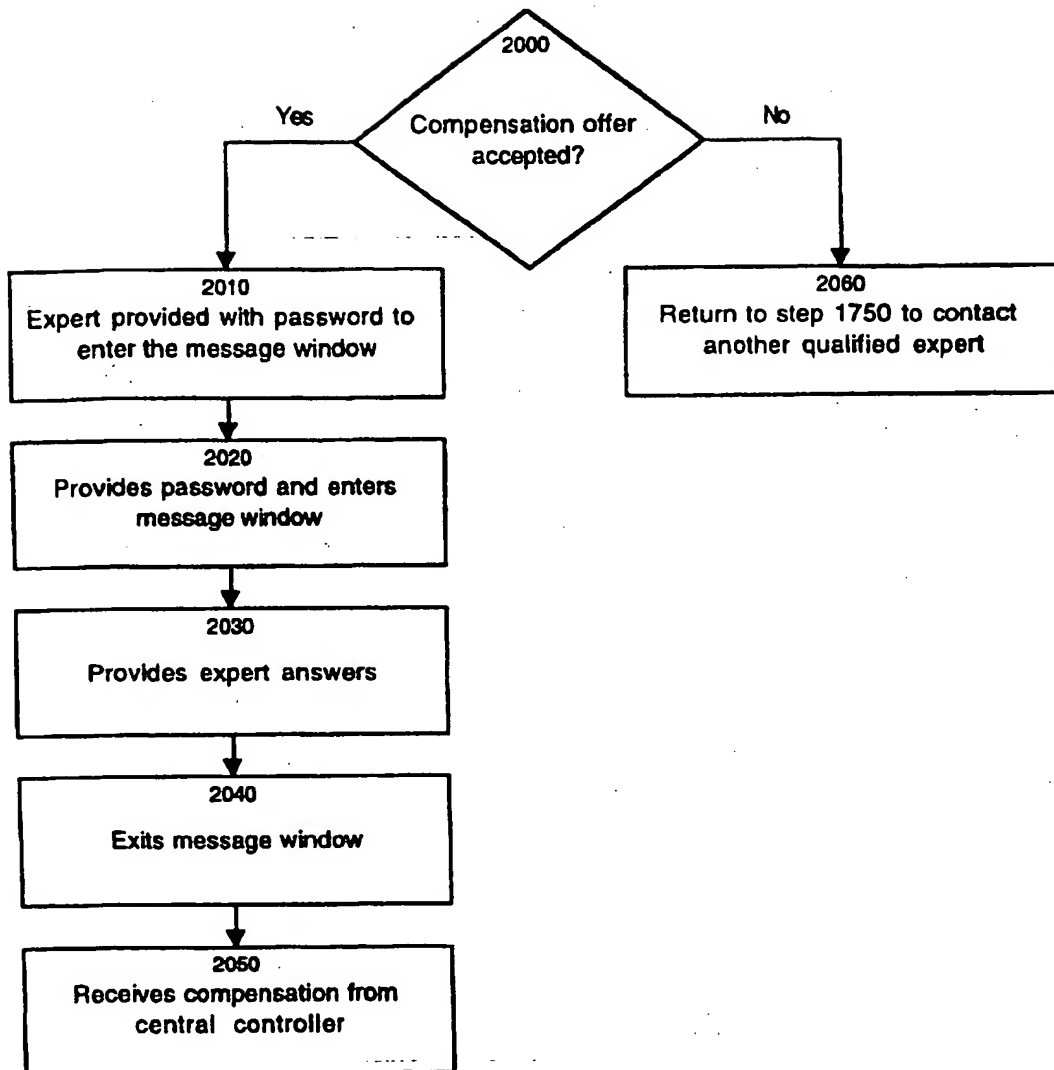 2000
Compensation offer
accepted?
Yes
No
2010
Expert provided with password to
enter the message window
2060
Return to step 1750 to contact
another qualified expert
2020
Provides password and enters
message window
2030
Provides expert answers
2040
Exits message window
2050
Receives compensation from
central controller